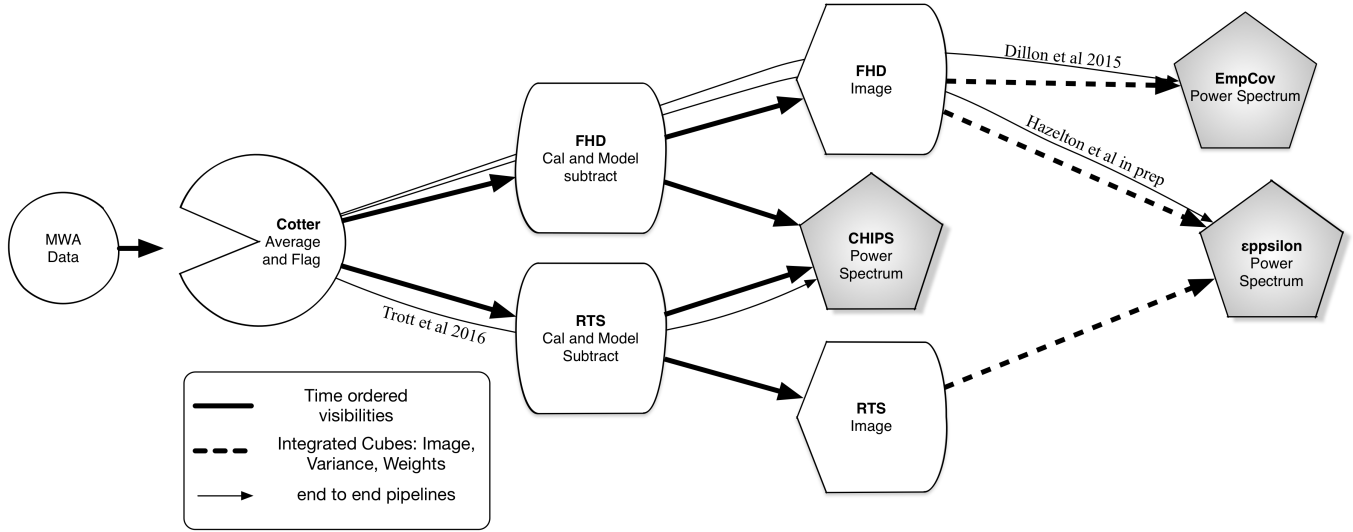 MWA
Data
Cotter
Average
and Flag
FHD
Cal and Model
subtract
RTS
Cal and Model
Subtract
Trott et al 2016
FHD
Image
CHIPS
Power
Spectrum
RTS
Image
Dillon et al 2015
Hazelton et al in prep
EmpCov
Power Spectrum
εppsilon
Power
Spectrum
Time ordered
visibilities
Integrated Cubes: Image,
Variance, Weights
end to end pipelines